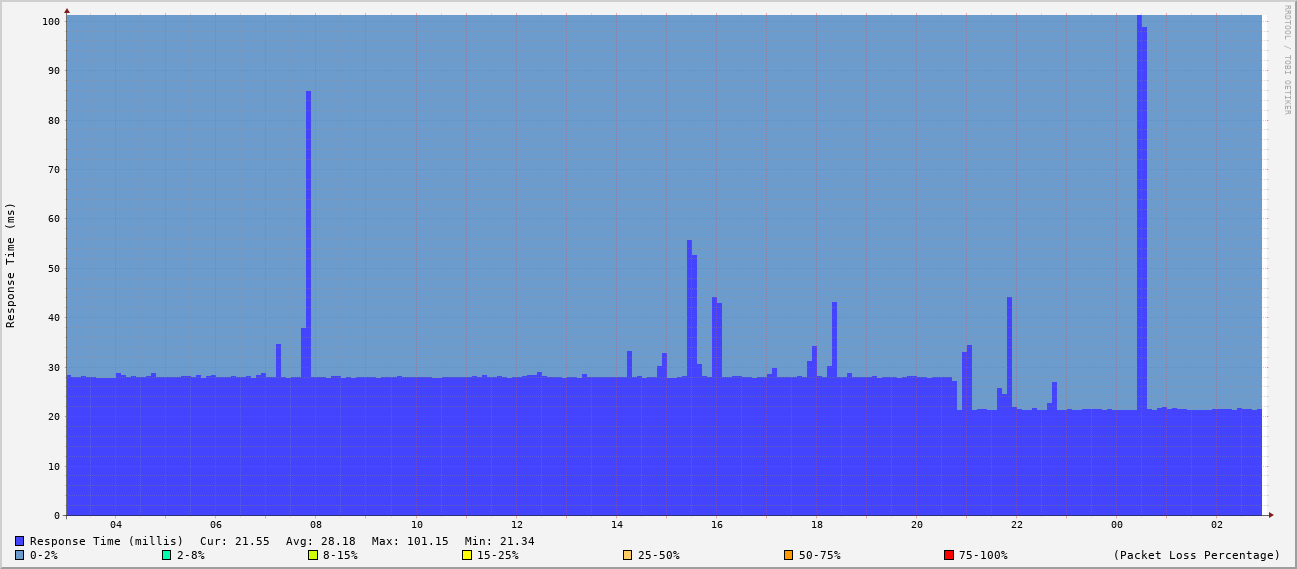 RRDTOOL / TOBI OETIKER
Response Time (ms)
100
90
80
70
60
50
40
30
20
10
0
04 06 08 10 12 14 16 18 20 22 00 02
Response Time (millis) Cur: 21.55 Avg: 28.18 Max: 101.15 Min: 21.34
0-2% 2-8% 8-15% 15-25% 25-50% 50-75% 75-100% (Packet Loss Percentage)